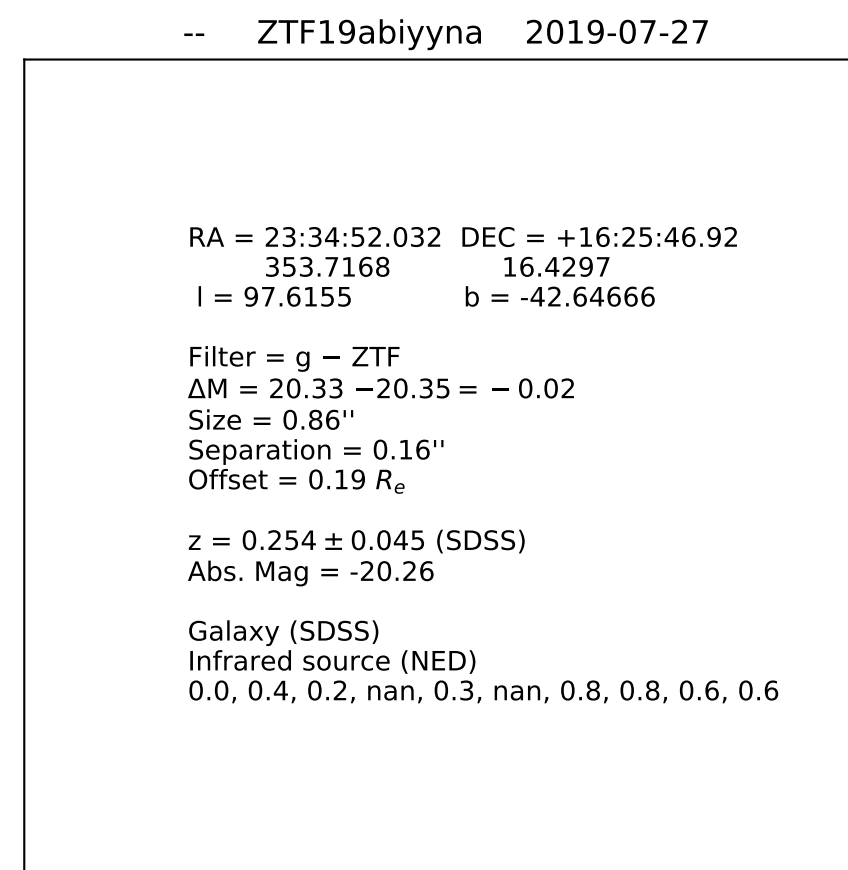 -- ZTF19abiyyna 2019-07-27
RA = 23:34:52.032 DEC = +16:25:46.92
353.7168 16.4297
l = 97.6155 b = -42.64666
Filter = g − ZTF
ΔM = 20.33 −20.35 = − 0.02
Size = 0.86''
Separation = 0.16''
Offset = 0.19 Rₑ
z = 0.254 ± 0.045 (SDSS)
Abs. Mag = -20.26
Galaxy (SDSS)
Infrared source (NED)
0.0, 0.4, 0.2, nan, 0.3, nan, 0.8, 0.8, 0.6, 0.6